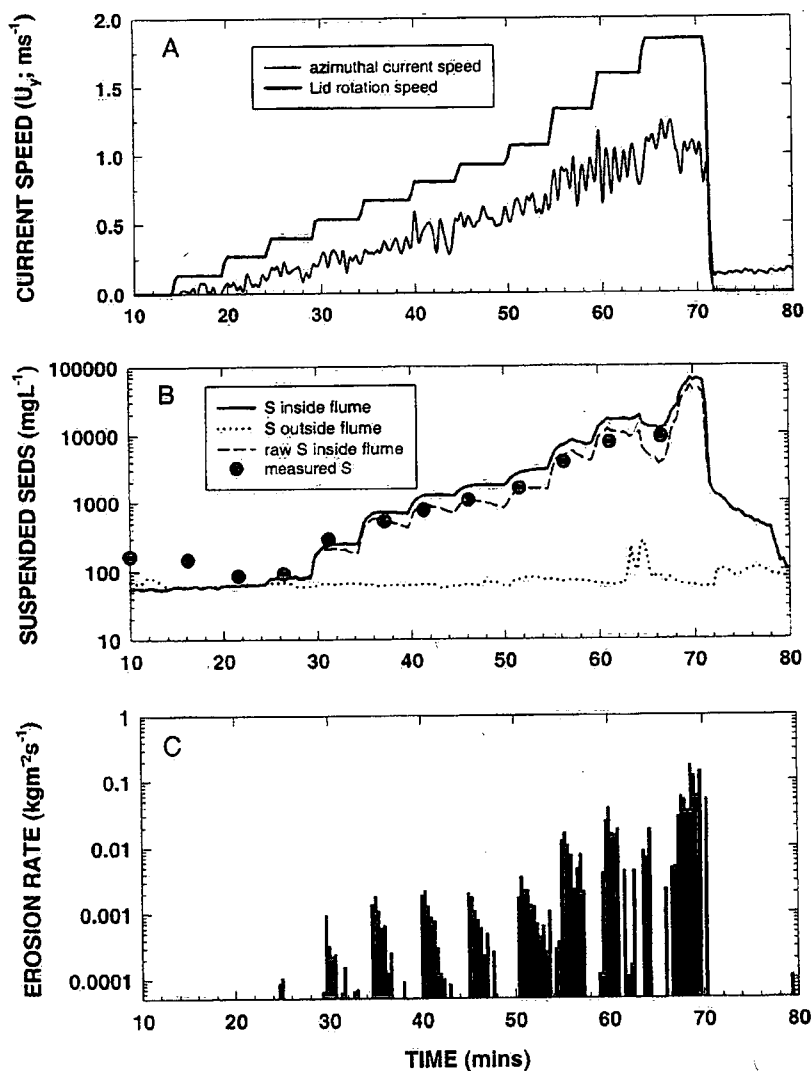 A
CURRENT SPEED (Uy; ms-1)
2.0
1.5
1.0
0.5
0.0
azimuthal current speed
Lid rotation speed
10 20 30 40 50 60 70 80
B
SUSPENDED SEDS (mgL-1)
100000
10000
1000
100
10
S inside flume
S outside flume
raw S inside flume
measured S
10 20 30 40 50 60 70 80
C
EROSION RATE (kgm-2s-1)
1
0.1
0.01
0.001
0.0001
10 20 30 40 50 60 70 80
TIME (mins)